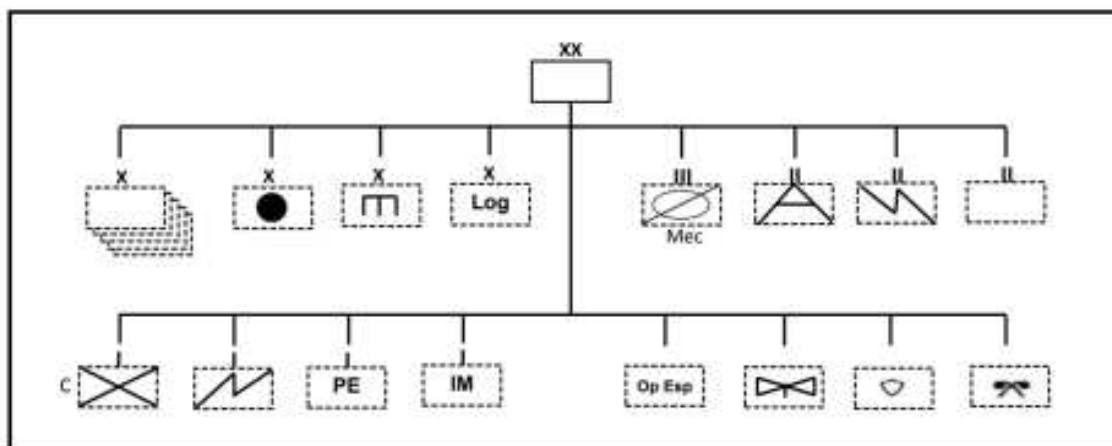 XX
X X X X III II II II
Log
Mec
I I I I
C PE IM Op Esp